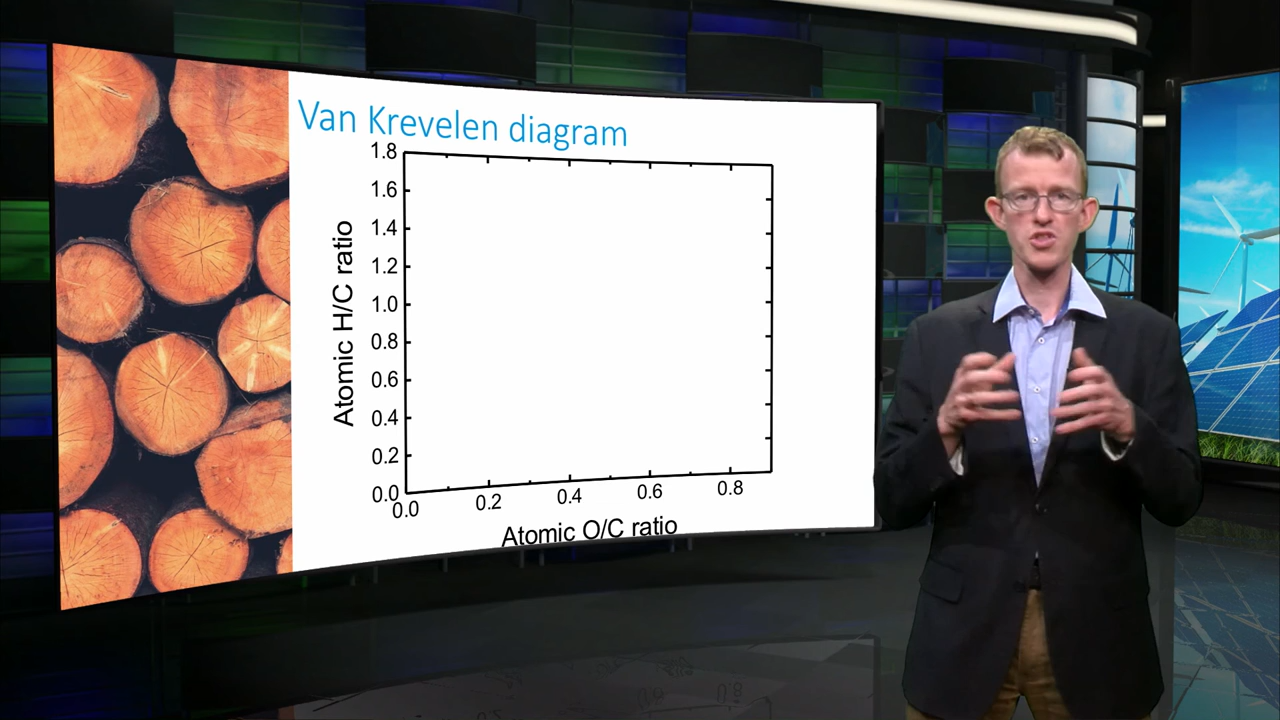 Van Krevelen diagram
1.8
1.6
1.4
1.2
1.0
0.8
0.6
0.4
0.2
0.0
Atomic H/C ratio
0.0 0.2 0.4 0.6 0.8
Atomic O/C ratio